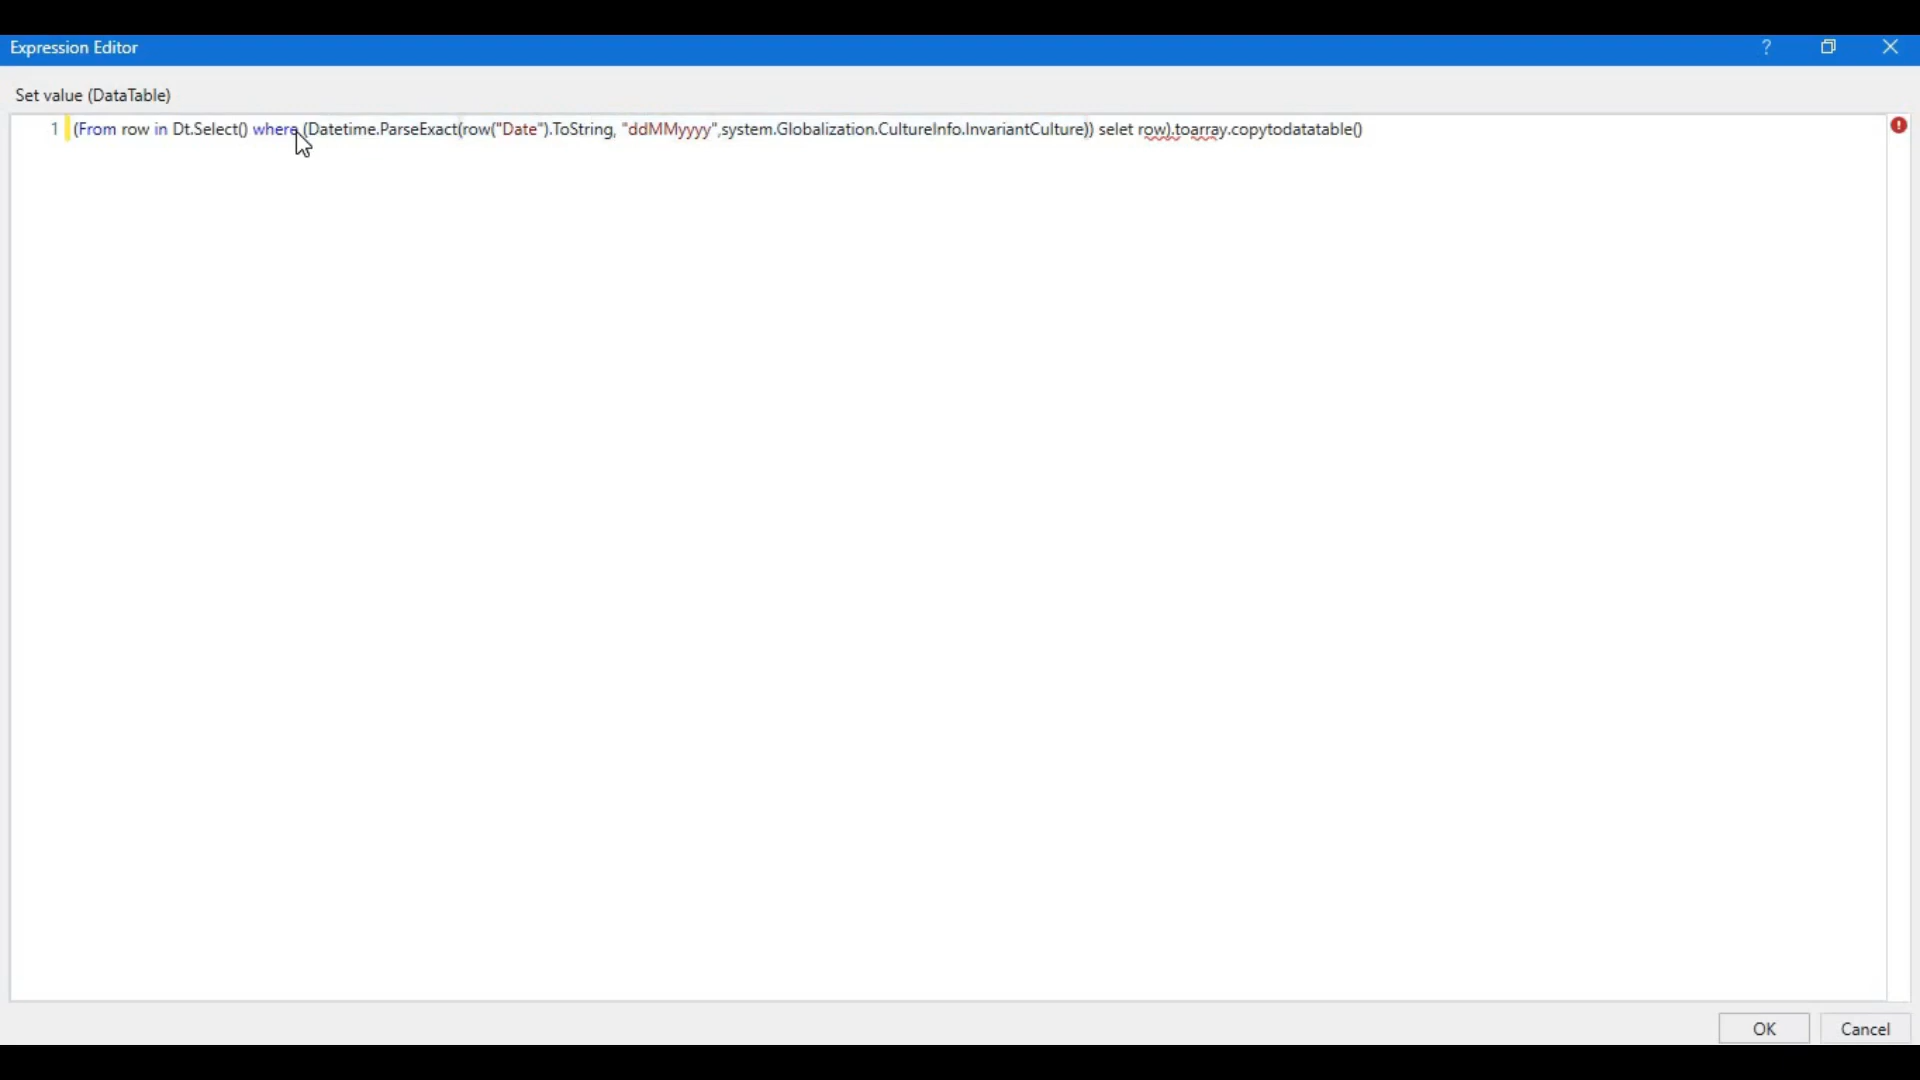 Expression Editor
?
Set value (DataTable)
1 (From row in Dt.Select() where (Datetime.ParseExact(row("Date").ToString, "ddMMyyyy",system.Globalization.CultureInfo.InvariantCulture)) selet row).toarray.copytodatatable()
OK
Cancel